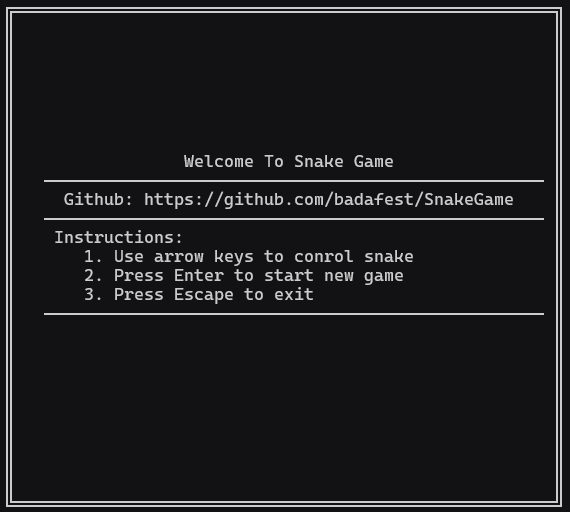 Welcome To Snake Game
Github: https://github.com/badafest/SnakeGame
Instructions:
1. Use arrow keys to conrol snake
2. Press Enter to start new game
3. Press Escape to exit